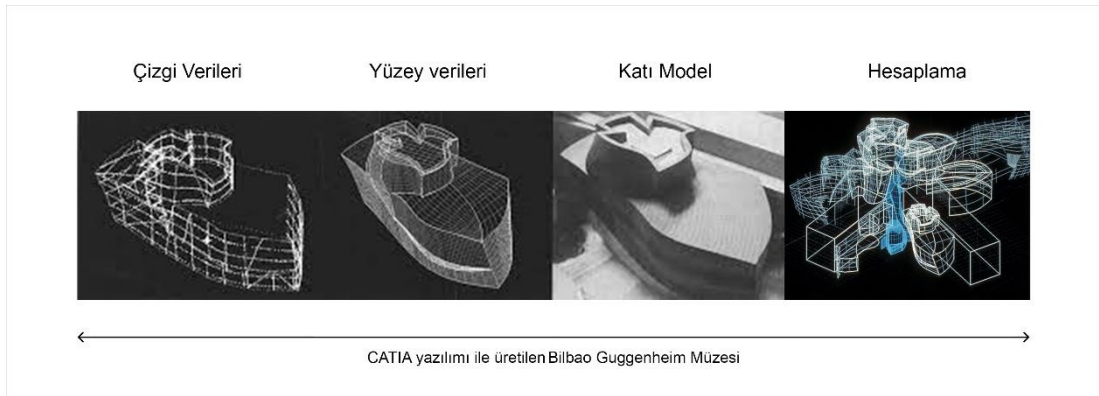 Çizgi Verileri
Yüzey verileri
Katı Model
Hesaplama
CATIA yazılımı ile üretilen Bilbao Guggenheim Müzesi